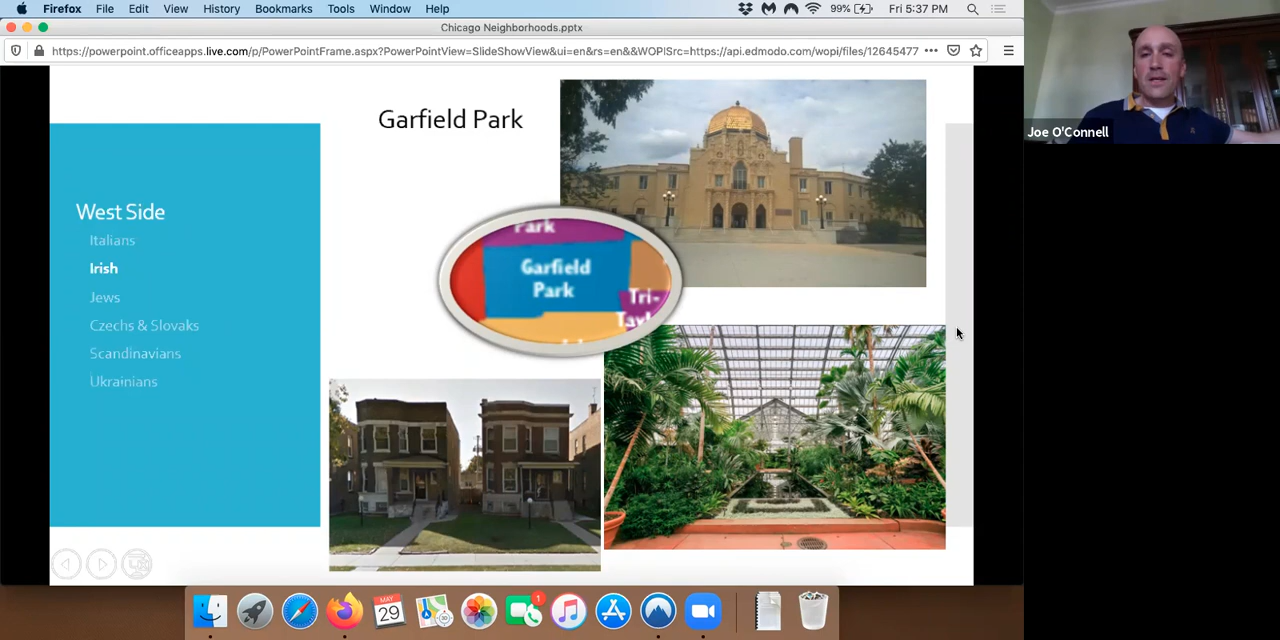 Firefox File Edit View History Bookmarks Tools Window Help 99% Fri 5:37 PM
Chicago Neighborhoods.pptx
https://powerpoint.officeapps.live.com/p/PowerPointFrame.aspx?PowerPointView=SlideShowView&ui=en&rs=en&&WOPISrc=https://api.edmodo.com/wopi/files/12645477
Joe O'Connell
Garfield Park
West Side
Italians
Irish
Jews
Czechs & Slovaks
Scandinavians
Ukrainians
Park
Garfield
Park
Tri-
MAY
29
3D
1